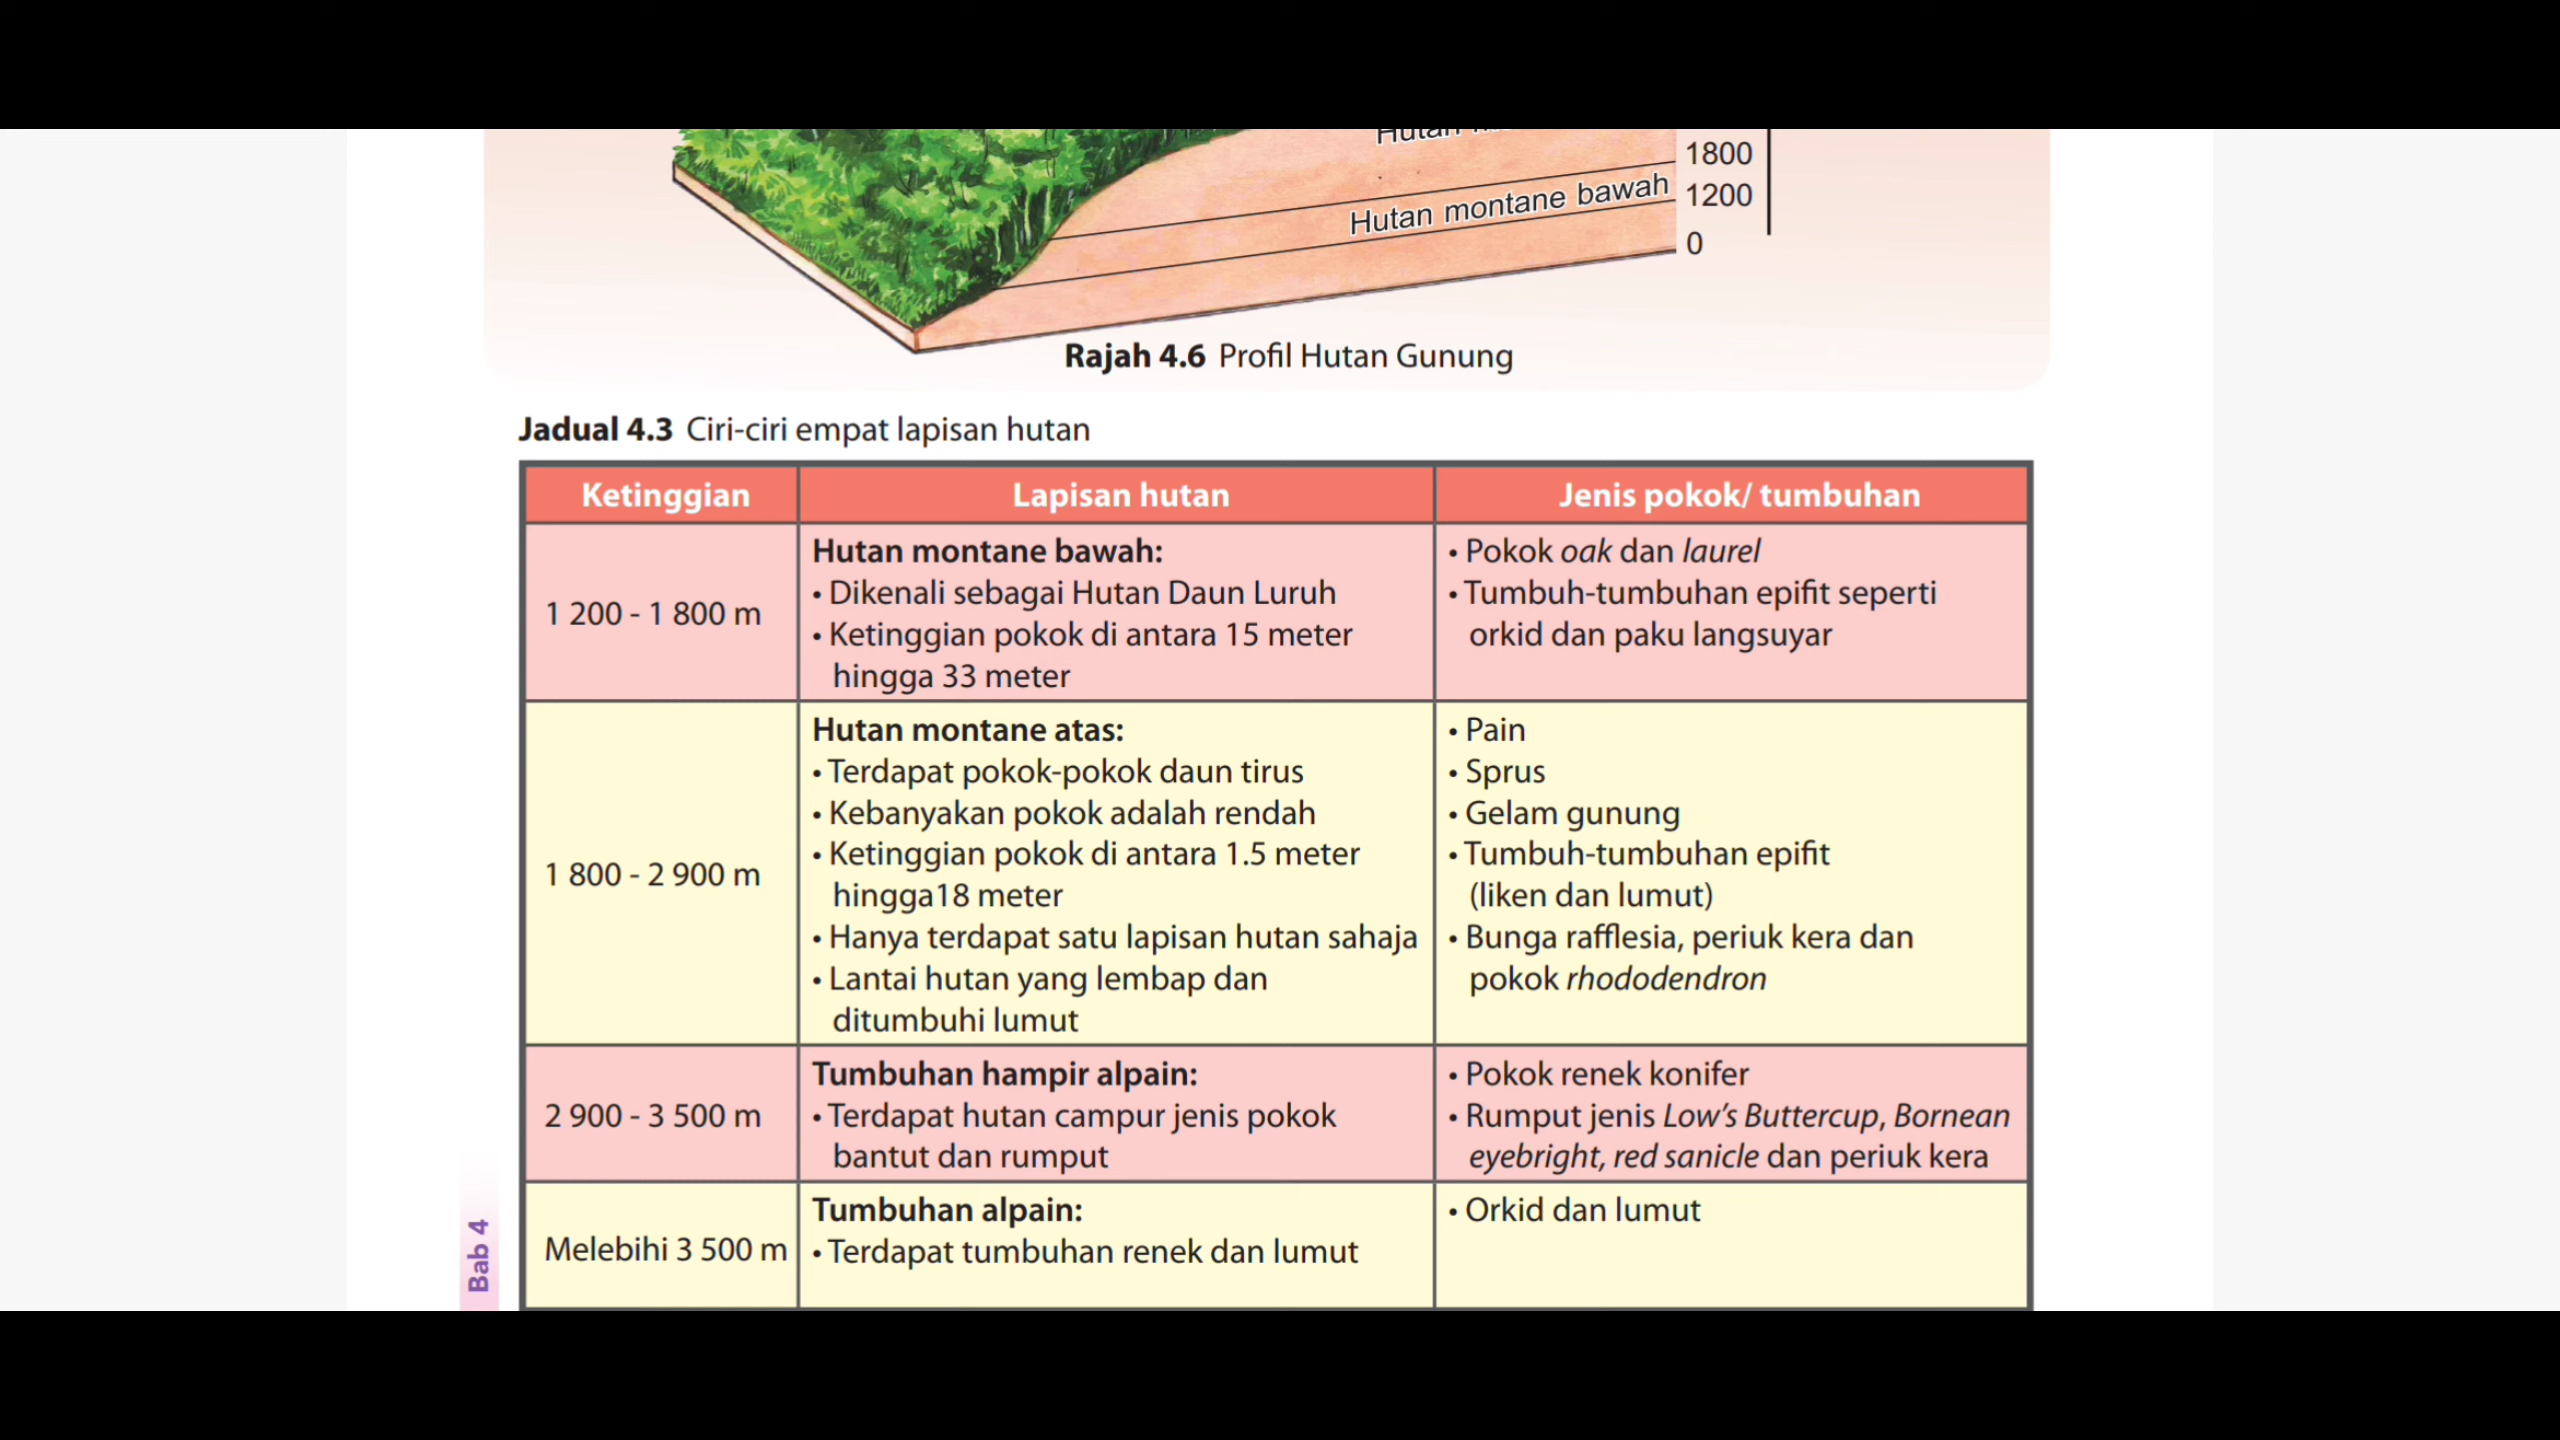 Hutan
1800
Hutan montane bawah
1200
0
Rajah 4.6 Profil Hutan Gunung
Jadual 4.3 Ciri-ciri empat lapisan hutan
Ketinggian
Lapisan hutan
Jenis pokok/ tumbuhan
1 200 - 1 800 m
Hutan montane bawah:
• Dikenali sebagai Hutan Daun Luruh
• Ketinggian pokok di antara 15 meter
hingga 33 meter
• Pokok oak dan laurel
• Tumbuh-tumbuhan epifit seperti
orkid dan paku langsuyar
1 800 - 2 900 m
Hutan montane atas:
• Terdapat pokok-pokok daun tirus
• Kebanyakan pokok adalah rendah
• Ketinggian pokok di antara 1.5 meter
hingga18 meter
• Hanya terdapat satu lapisan hutan sahaja
• Lantai hutan yang lembap dan
ditumbuhi lumut
• Pain
• Sprus
• Gelam gunung
• Tumbuh-tumbuhan epifit
(liken dan lumut)
• Bunga rafflesia, periuk kera dan
pokok rhododendron
2 900 - 3 500 m
Tumbuhan hampir alpain:
• Terdapat hutan campur jenis pokok
bantut dan rumput
• Pokok renek konifer
• Rumput jenis Low's Buttercup, Bornean
eyebright, red sanicle dan periuk kera
Melebihi 3 500 m
Tumbuhan alpain:
• Terdapat tumbuhan renek dan lumut
• Orkid dan lumut
Bab 4